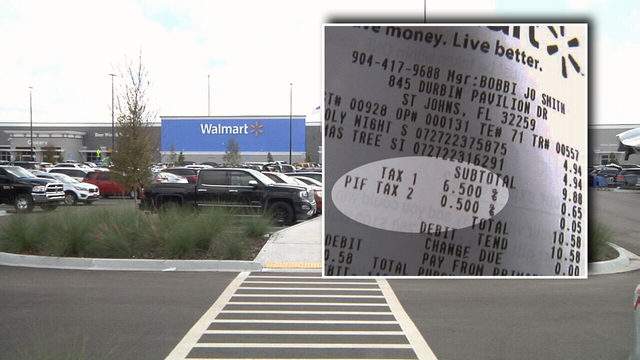 Walmart
e money. Live better.
904-417-9688 Mgr:BOBBI JO SMITH
845 DURBIN PAVILION DR
ST JOHNS, FL 32259
ST# 00928 OP# 000131 TE# 71 TR# 00557
OLY NIGHT S 072722375875 4.94
AS TREE SI 072722316291 4.94
SUBTOTAL 9.88
TAX 1 6.500 % 0.65
PIF TAX 2 0.500 % 0.05
TOTAL 10.58
DEBIT TEND 10.58
CHANGE DUE 0.00
DEBIT PAY FROM
0.58 TOTAL